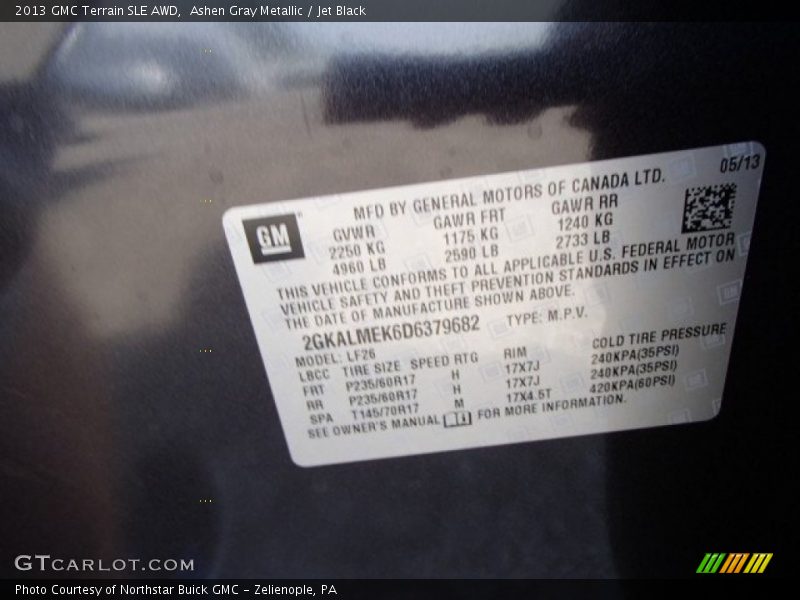 2013 GMC Terrain SLE AWD, Ashen Gray Metallic / Jet Black
05/13
GM
MFD BY GENERAL MOTORS OF CANADA LTD.
GVWR GAWR FRT GAWR RR
2250 KG 1175 KG 1240 KG
4960 LB 2590 LB 2733 LB
THIS VEHICLE CONFORMS TO ALL APPLICABLE U.S. FEDERAL MOTOR
VEHICLE SAFETY AND THEFT PREVENTION STANDARDS IN EFFECT ON
THE DATE OF MANUFACTURE SHOWN ABOVE.
2GKALMEK6D6379682 TYPE: M.P.V.
MODEL: LF26
LBCC TIRE SIZE SPEED RTG RIM COLD TIRE PRESSURE
FRT P235/60R17 H 17X7J 240KPA(35PSI)
RR P235/60R17 H 17X7J 240KPA(35PSI)
SPA T145/70R17 M 17X4.5T 420KPA(60PSI)
SEE OWNER'S MANUAL FOR MORE INFORMATION.
GTCARLOT.COM
Photo Courtesy of Northstar Buick GMC - Zelienople, PA